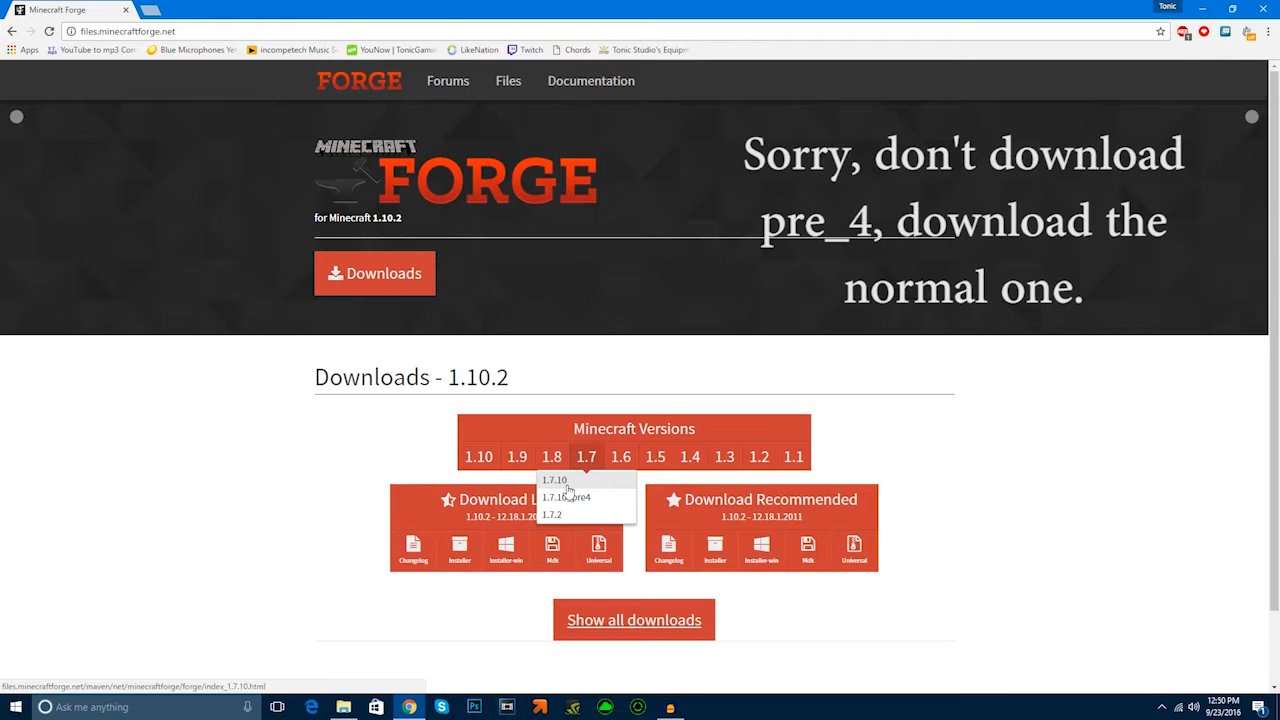 Minecraft Forge
Tonic
files.minecraftforge.net
Apps
YouTube to mp3 Con
Blue Microphones Ye
incompetech Music S
YouNow | TonicGam
LikeNation
Twitch
Chords
Tonic Studio's Equip
FORGE
Forums
Files
Documentation
MINECRAFT
FORGE
for Minecraft 1.10.2
Sorry, don't download
pre_4, download the
normal one.
Downloads
Downloads - 1.10.2
Minecraft Versions
1.10 1.9 1.8 1.7 1.6 1.5 1.4 1.3 1.2 1.1
1.7.10
1.7.10_pre4
1.7.2
Download L
1.10.2 - 12.18.1.20
Changelog Installer Installer-win Mdk Universal
Download Recommended
1.10.2 - 12.18.1.2011
Changelog Installer Installer-win Mdk Universal
Show all downloads
files.minecraftforge.net/maven/net/minecraftforge/forge/index_1.7.10.html
Ask me anything
12:50 PM
9/23/2016